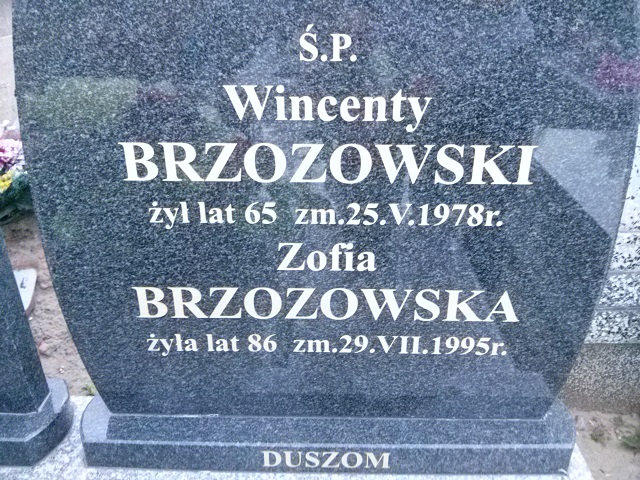 Ś.P.
Wincenty
BRZOZOWSKI
żył lat 65 zm.25.V.1978r.
Zofia
BRZOZOWSKA
żyła lat 86 zm.29.VII.1995r.
DUSZOM